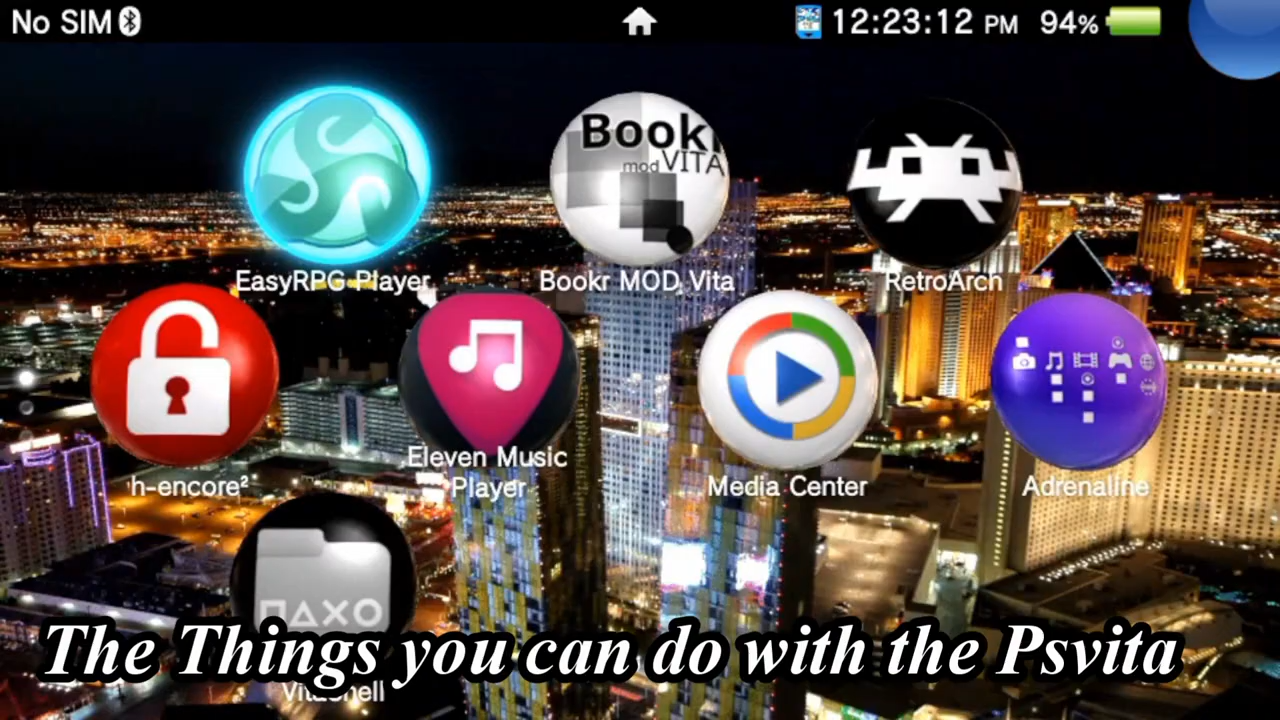 No SIM
12:23:12 PM 94%
Bookr
mod VITA
EasyRPG Player
Bookr MOD Vita
RetroArch
Eleven Music
Player
h-encore²
Media Center
Adrenaline
The Things you can do with the Psvita
VitaShell